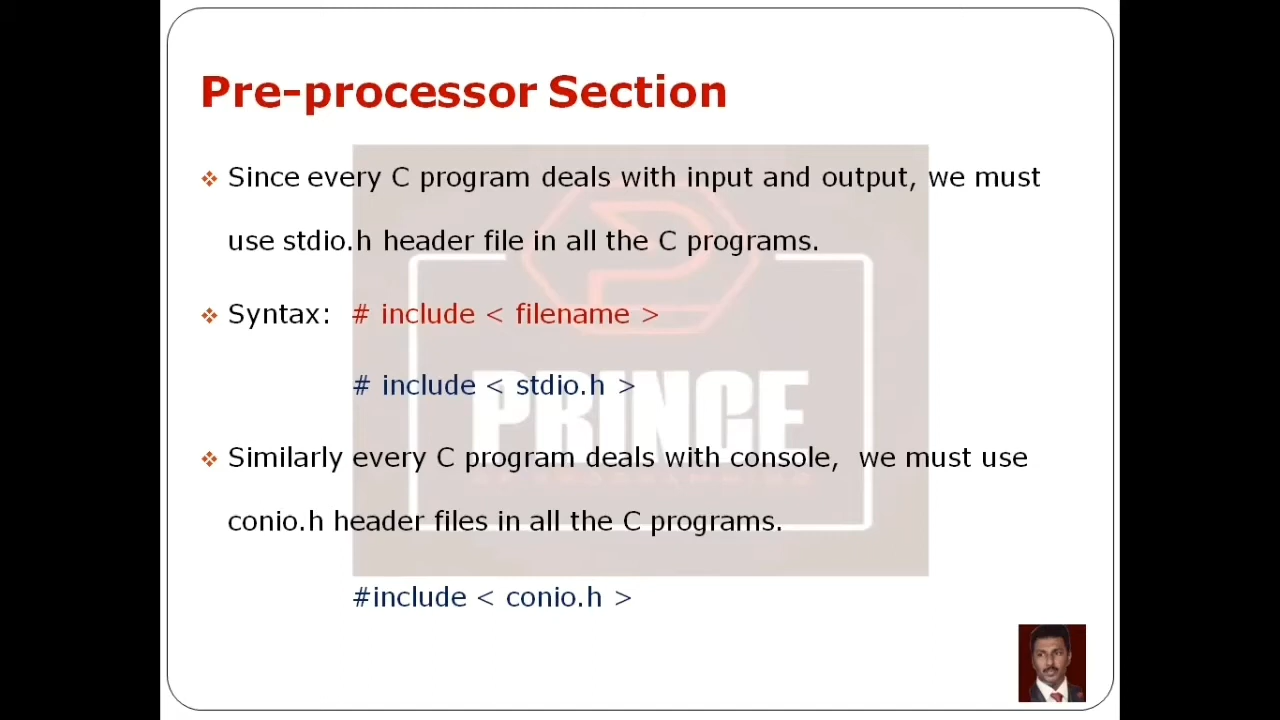 Pre-processor Section
Since every C program deals with input and output, we must
use stdio.h header file in all the C programs.
Syntax: # include < filename >
# include < stdio.h >
PRINCE
Similarly every C program deals with console, we must use
conio.h header files in all the C programs.
#include < conio.h >